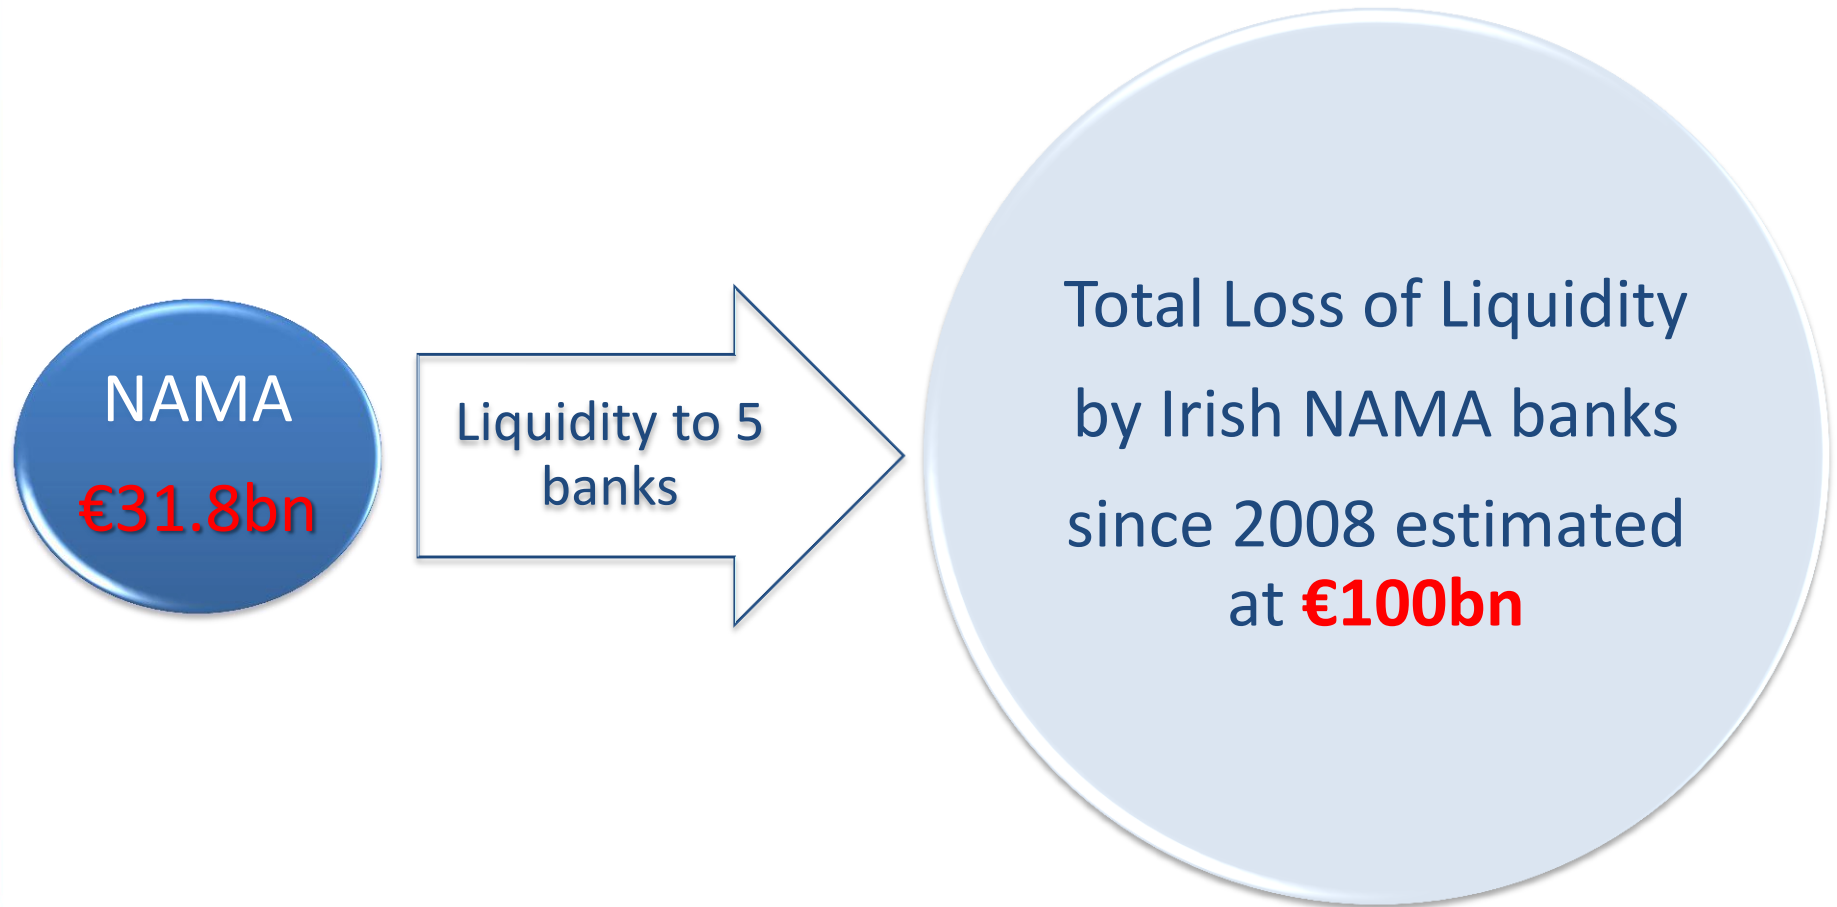 NAMA
€31.8bn
Liquidity to 5
banks
Total Loss of Liquidity
by Irish NAMA banks
since 2008 estimated
at €100bn